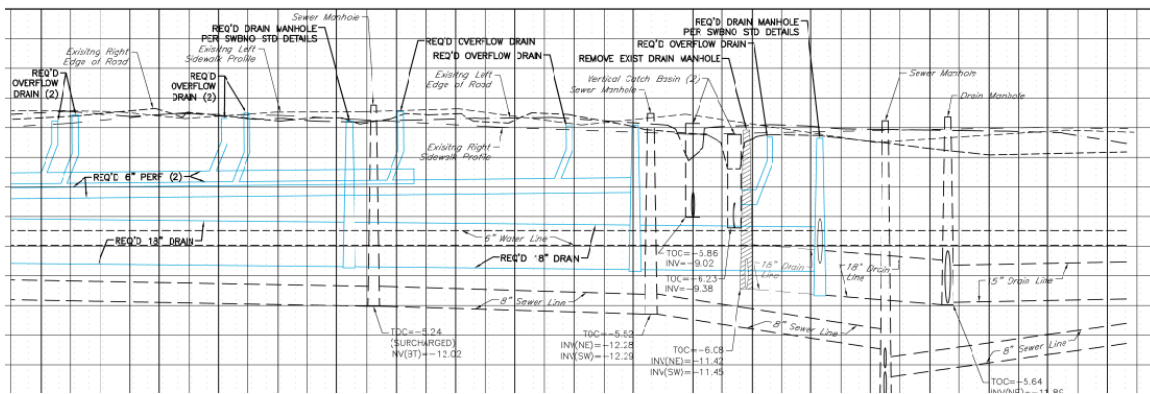 Sewer Manhole
REQ'D DRAIN MANHOLE
PER SWBNO STD DETAILS
Exisitng Right
Edge of Road
Exisitng Left
Sidewalk Profile
REQ'D
OVERFLOW
DRAIN (2)
REQ'D
OVERFLOW
DRAIN (2)
REQ'D OVERFLOW DRAIN
REQ'D OVERFLOW DRAIN
Exisitng Left
Edge of Road
Exisitng Right
Sidewalk Profile
REQ'D DRAIN MANHOLE
PER SWBNO STD DETAILS
REQ'D OVERFLOW DRAIN
REMOVE EXIST DRAIN MANHOLE
Vertical Catch Basin (2)
Sewer Manhole
Sewer Manhole
Drain Manhole
REQ'D 6" PERF (2)
REQ'D 18" DRAIN
6" Water Line
REQ'D 18" DRAIN
8" Sewer Line
TOC=-5.24
(SURCHARGED)
INV(BT)=-12.02
TOC=-5.52
INV(NE)=-12.28
INV(SW)=-12.29
TOC=-5.86
INV=-9.02
TOC=-6.23
INV=-9.38
18" Drain
Line
18" Drain
Line
15" Drain Line
8" Sewer Line
TOC=-6.08
INV(NE)=-11.42
INV(SW)=-11.45
8" Sewer Line
TOC=-5.64